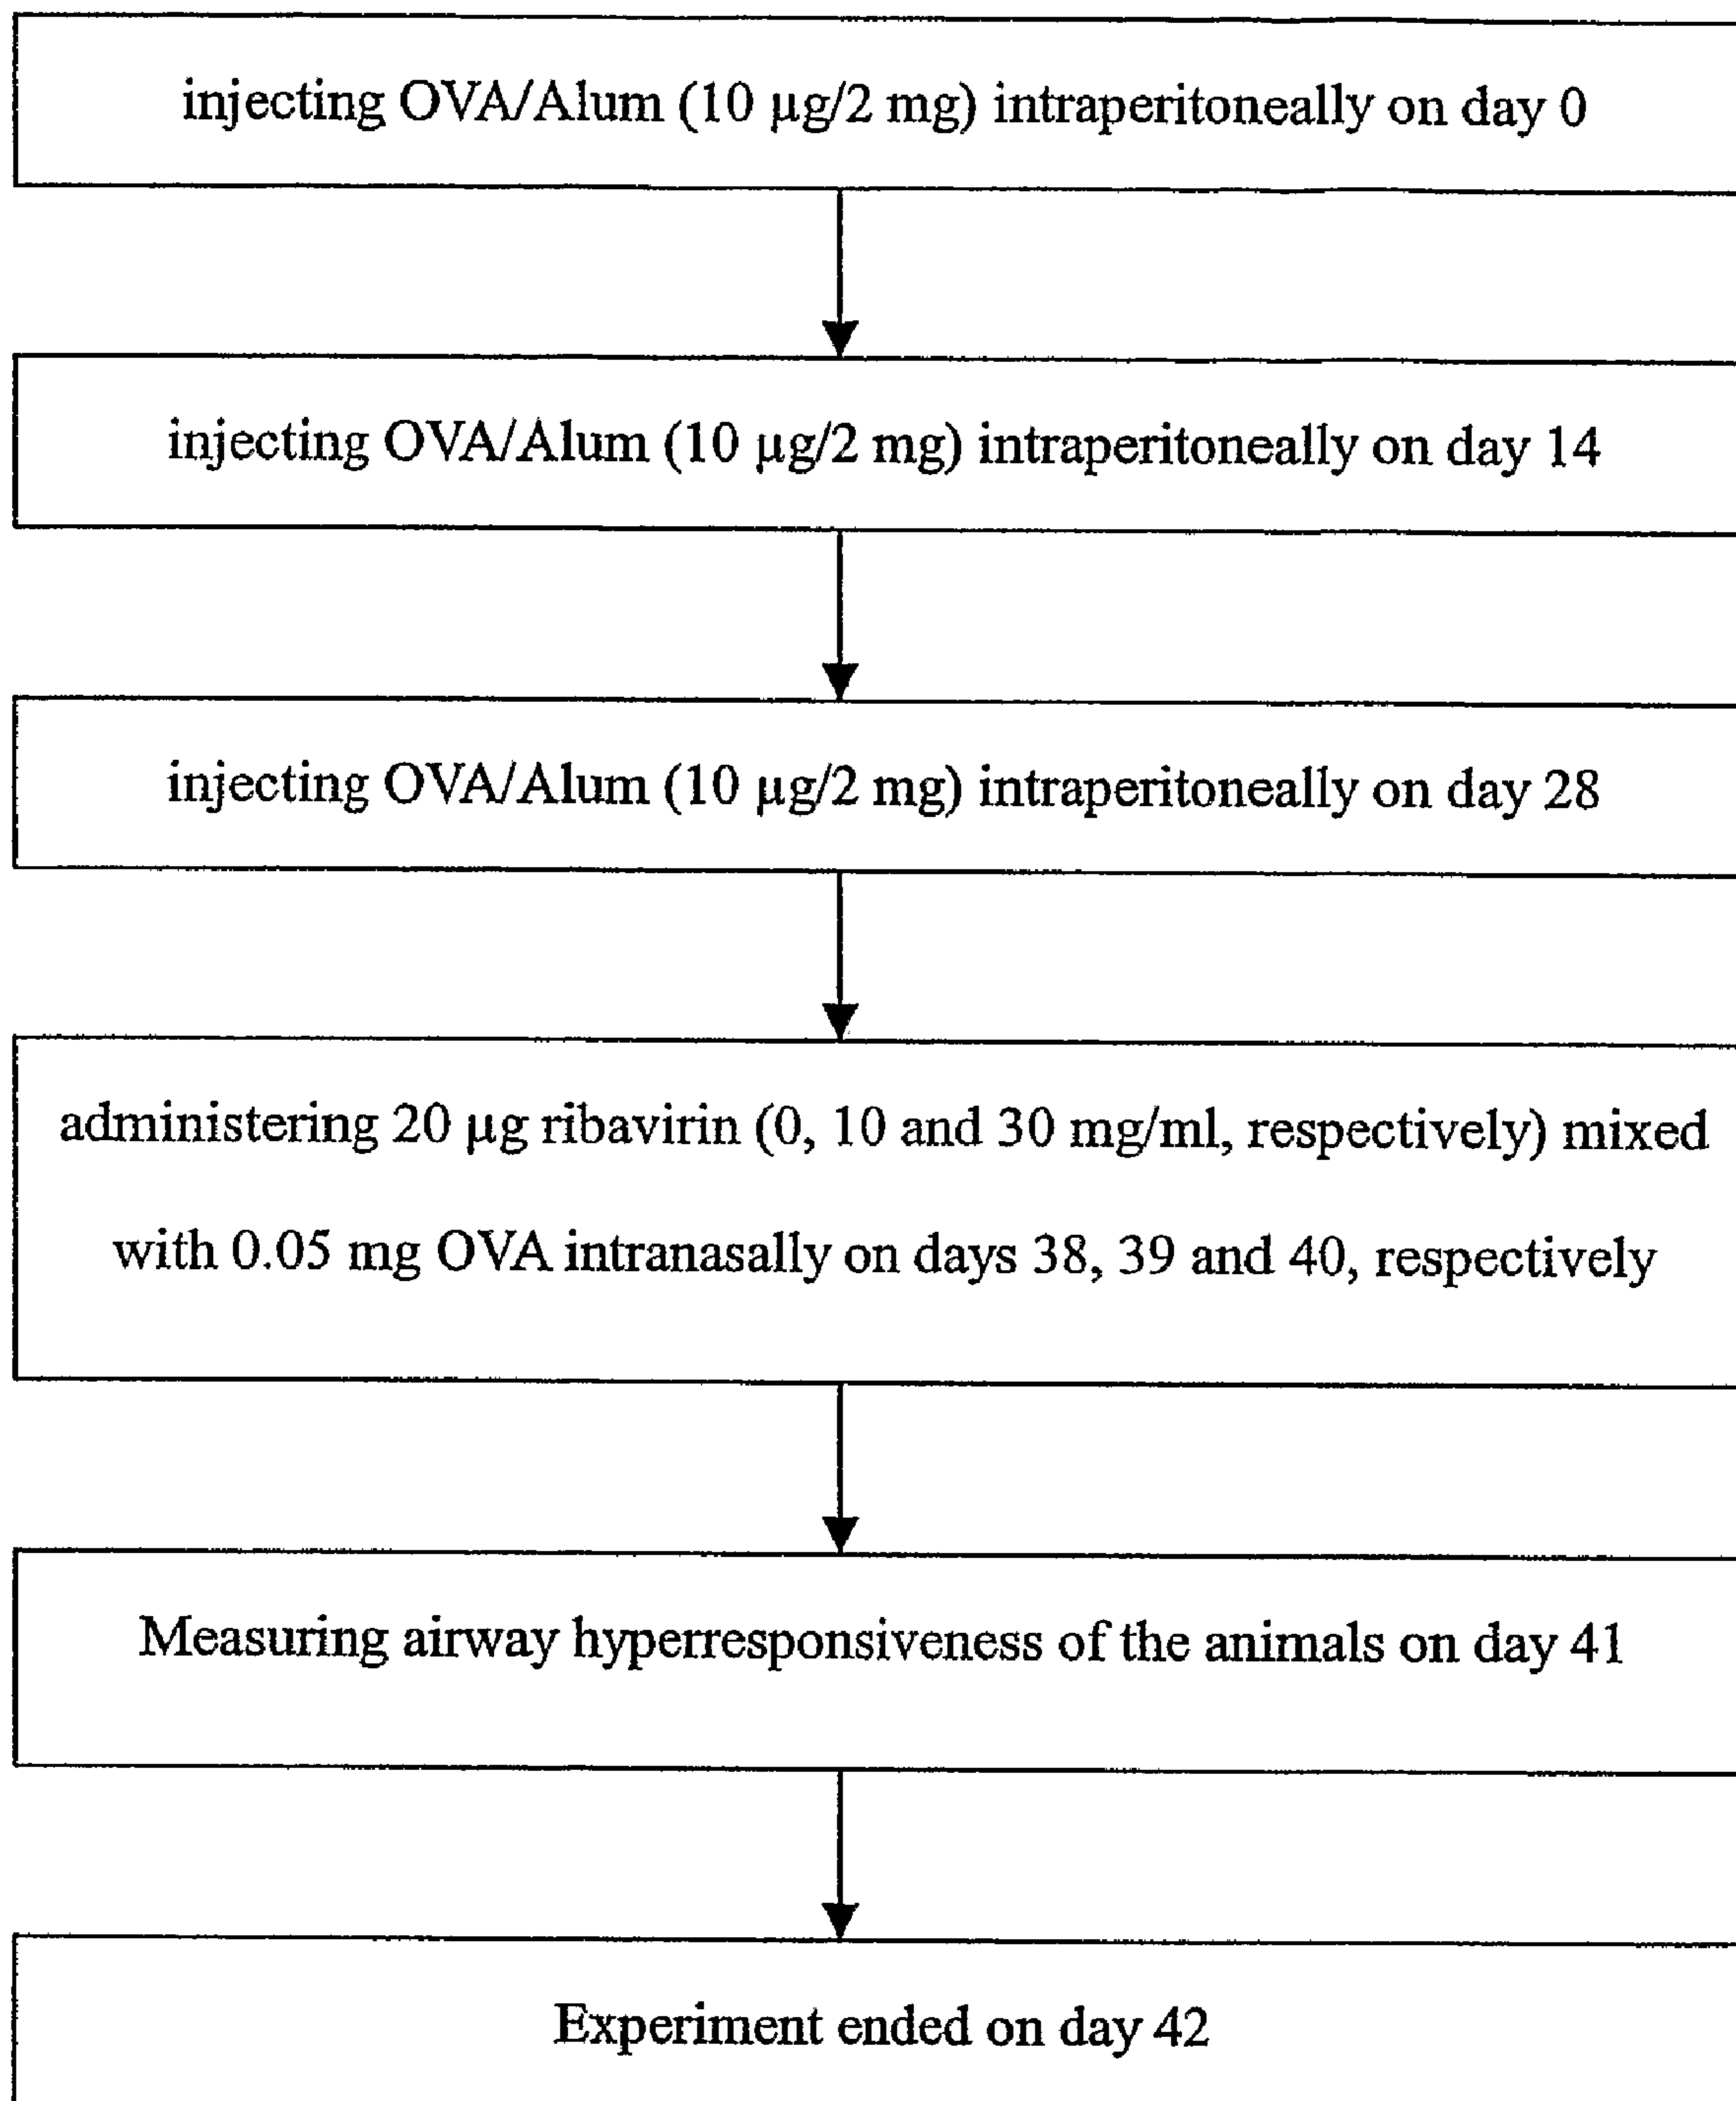 injecting OVA/Alum (10 μg/2 mg) intraperitoneally on day 0
injecting OVA/Alum (10 μg/2 mg) intraperitoneally on day 14
injecting OVA/Alum (10 μg/2 mg) intraperitoneally on day 28
administering 20 μg ribavirin (0, 10 and 30 mg/ml, respectively) mixed
with 0.05 mg OVA intranasally on days 38, 39 and 40, respectively
Measuring airway hyperresponsiveness of the animals on day 41
Experiment ended on day 42